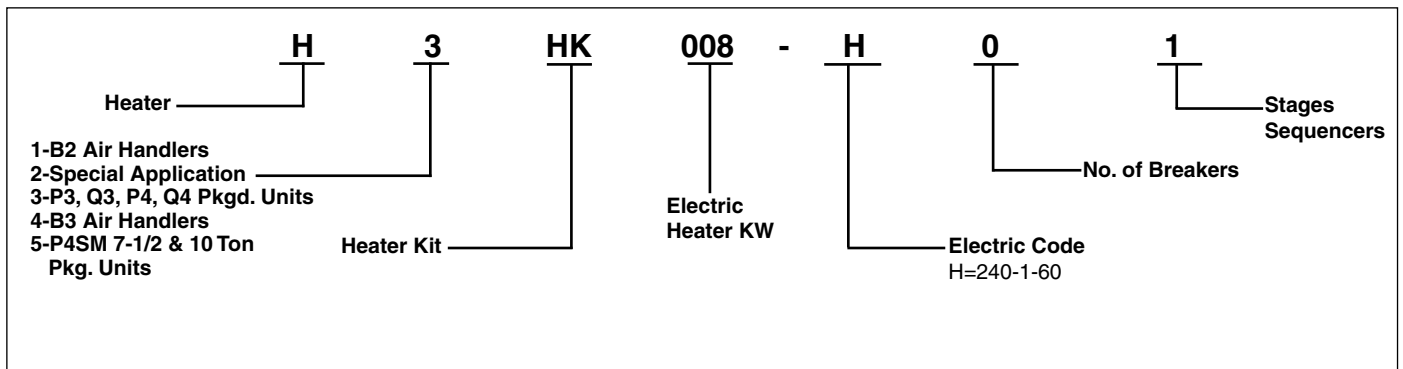 H 3 HK 008 - H 0 1
Heater
Stages
Sequencers
1-B2 Air Handlers
2-Special Application
3-P3, Q3, P4, Q4 Pkgd. Units
4-B3 Air Handlers
5-P4SM 7-1/2 & 10 Ton
Pkg. Units
Heater Kit
Electric
Heater KW
No. of Breakers
Electric Code
H=240-1-60